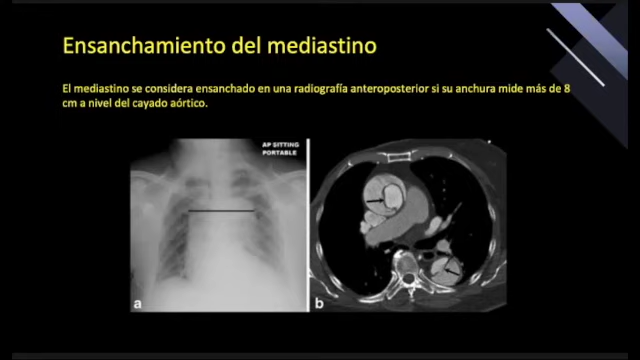 Ensanchamiento del mediastino
El mediastino se considera ensanchado en una radiografía anteroposterior si su anchura mide más de 8
cm a nivel del cayado aórtico.
AP SITTING
PORTABLE
a
b